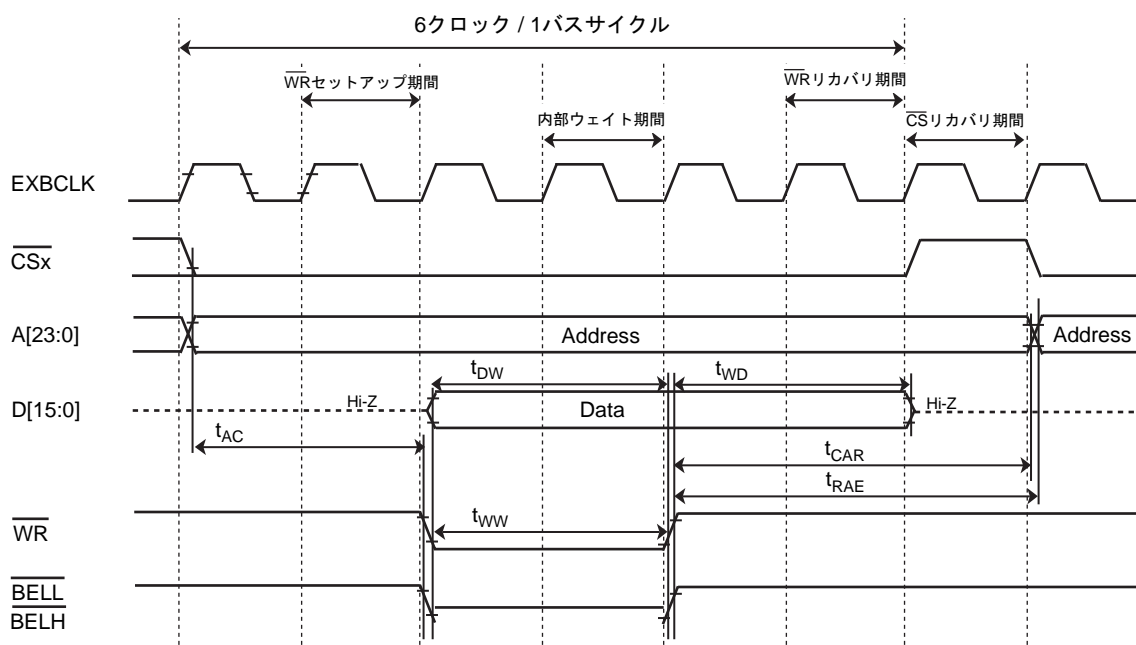 6クロック / 1バスサイクル
WRセットアップ期間
WRリカバリ期間
内部ウェイト期間
CSリカバリ期間
EXBCLK
CSx
A[23:0]
Address
Address
tDW
tWD
D[15:0]
Hi-Z
Data
Hi-Z
tAC
tCAR
tRAE
WR
tWW
BELL
BELH